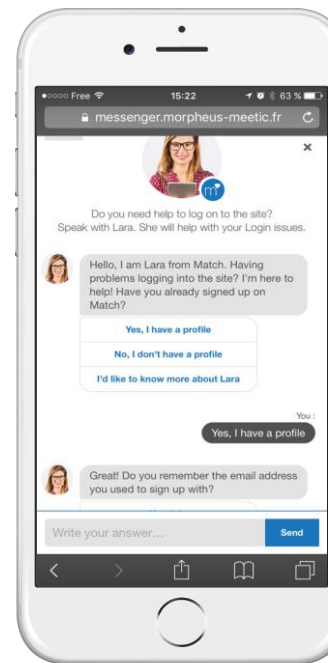 Free 15:22 63 %
messenger.morpheus-meetic.fr
m
Do you need help to log on to the site?
Speak with Lara. She will help with your Login issues.
Hello, I am Lara from Match. Having
problems logging into the site? I'm here to
help! Have you already signed up on
Match?
Yes, I have a profile
No, I don't have a profile
I'd like to know more about Lara
You :
Yes, I have a profile
Great! Do you remember the email address
you used to sign up with?
Write your answer...
Send